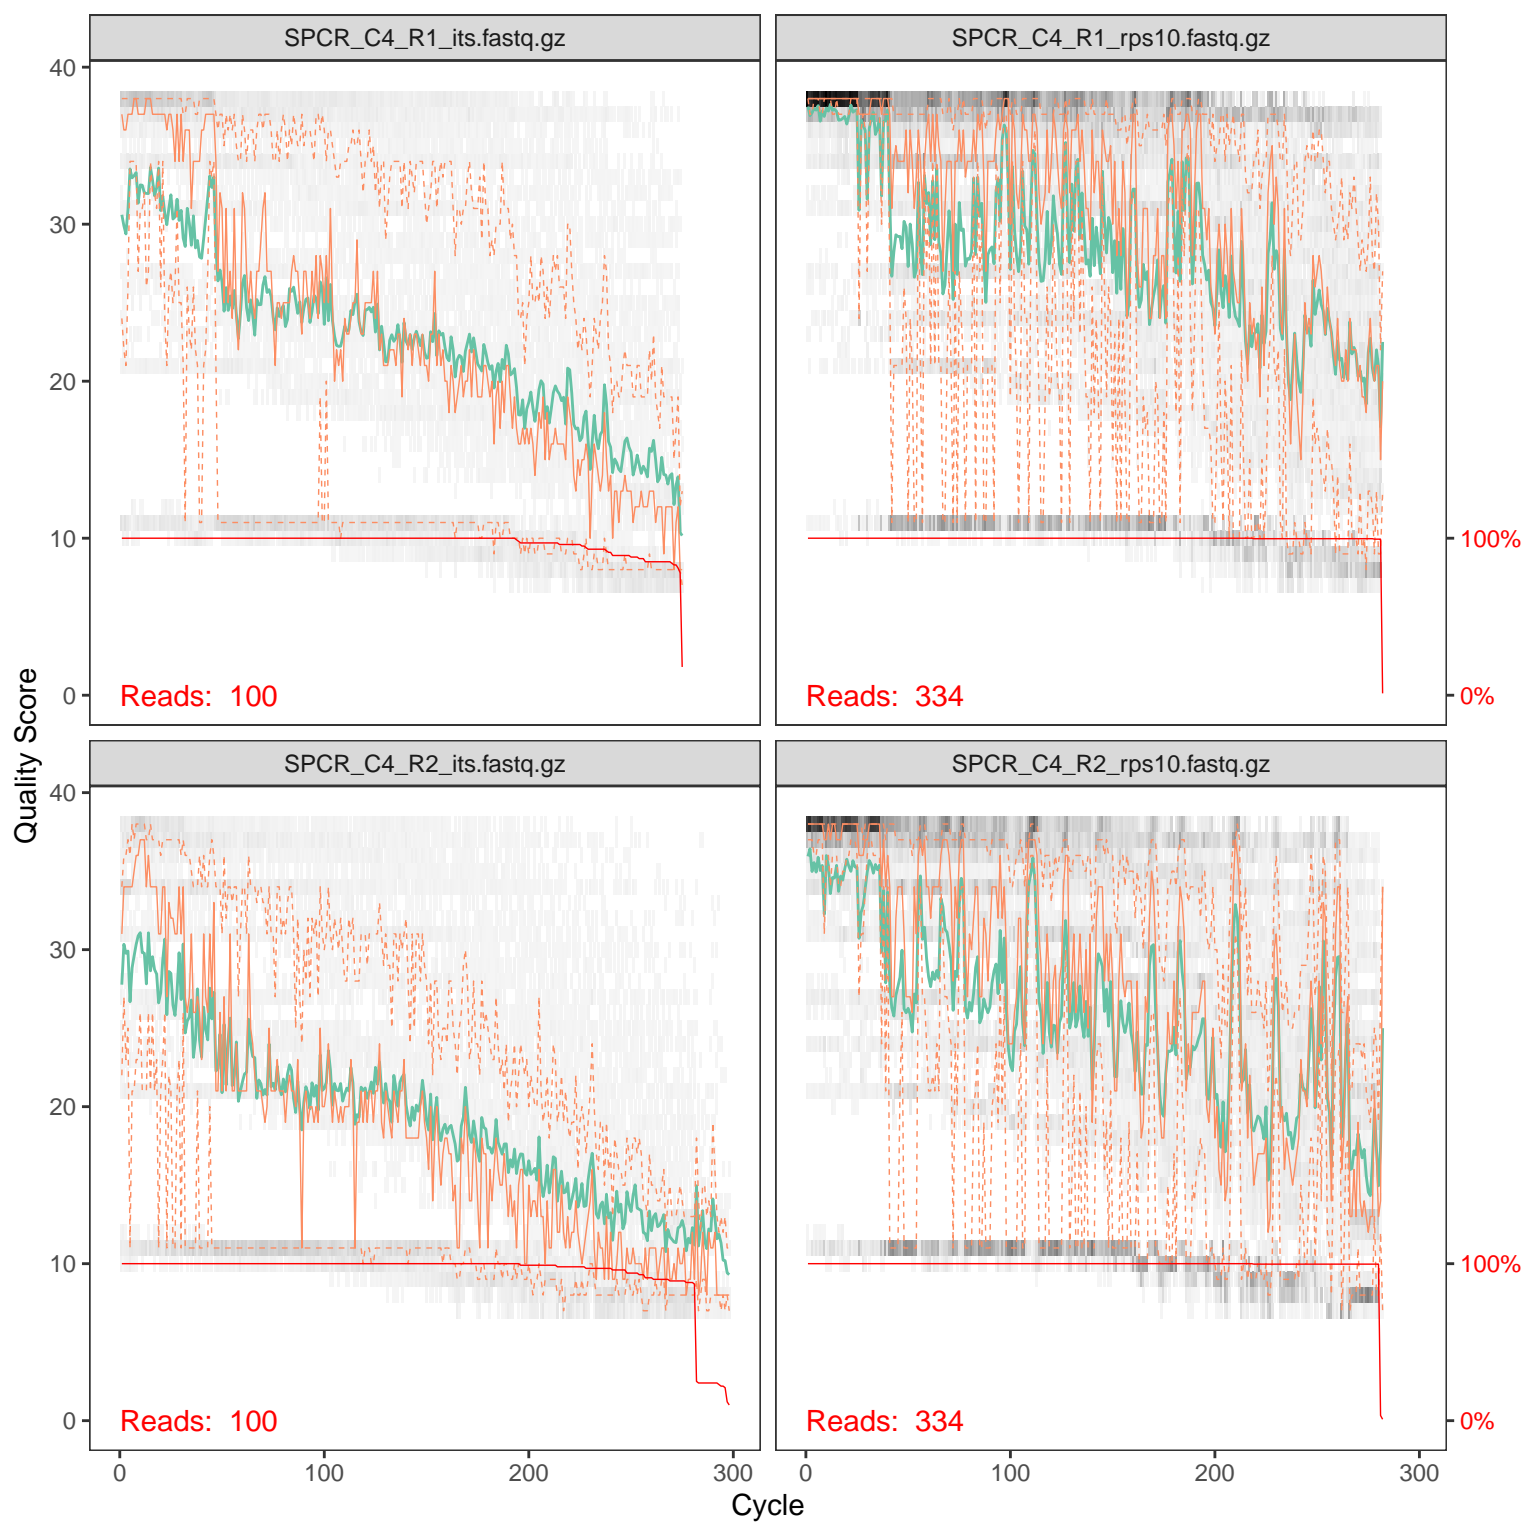 SPCR_C4_R1_its.fastq.gz
SPCR_C4_R1_rps10.fastq.gz
40
30
20
10
0
Reads: 100
Reads: 334
100%
0%
Quality Score
SPCR_C4_R2_its.fastq.gz
SPCR_C4_R2_rps10.fastq.gz
40
30
20
10
0
Reads: 100
Reads: 334
100%
0%
0 100 200 300
0 100 200 300
Cycle